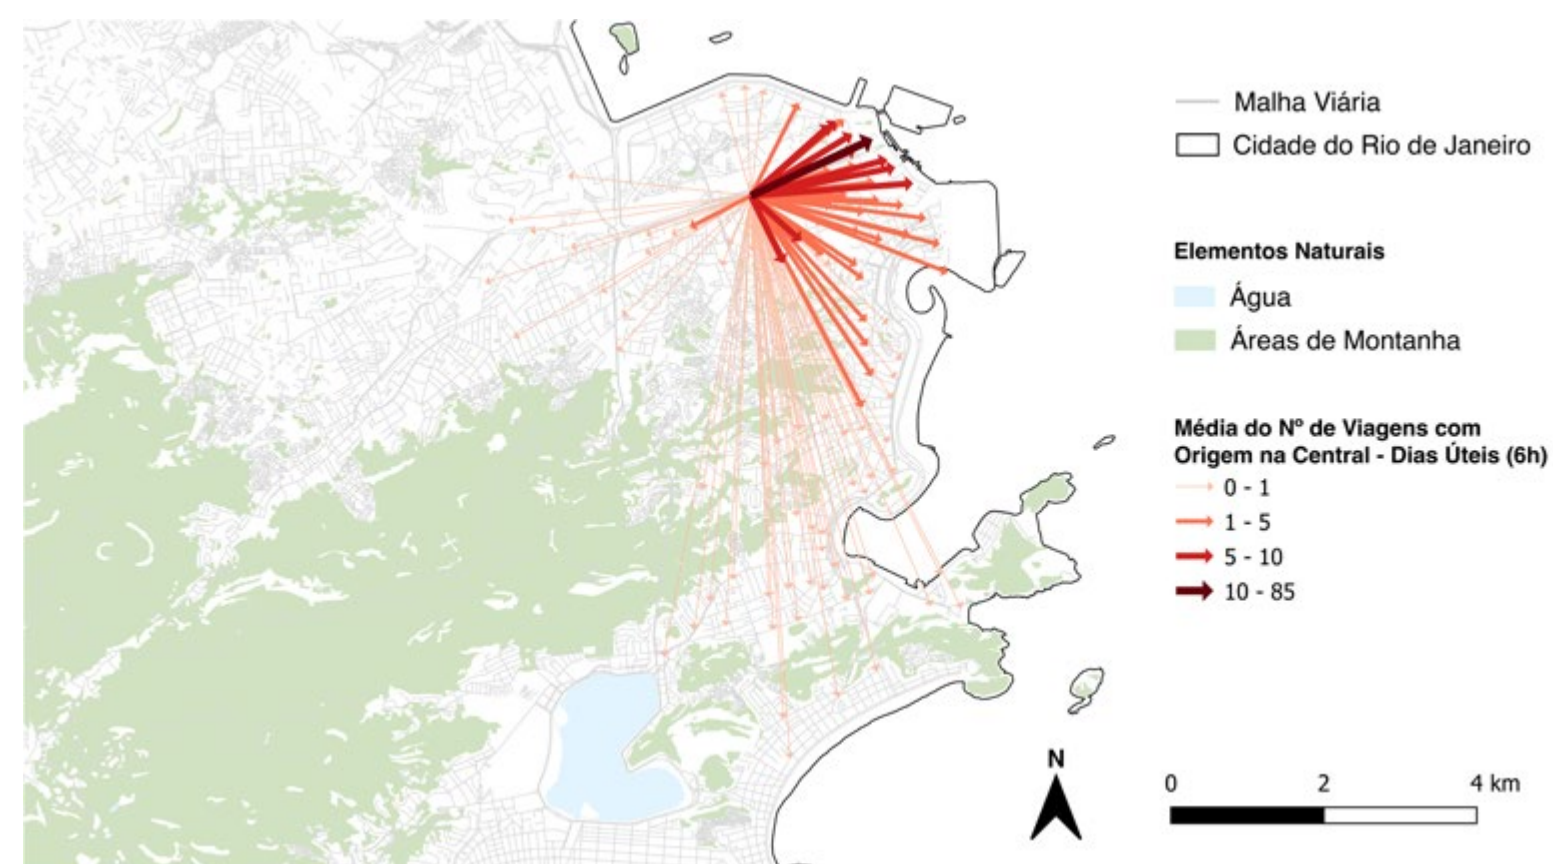 Malha Viária
Cidade do Rio de Janeiro
Elementos Naturais
Água
Áreas de Montanha
Média do Nº de Viagens com
Origem na Central - Dias Úteis (6h)
0 - 1
1 - 5
5 - 10
10 - 85
N
0 2 4 km